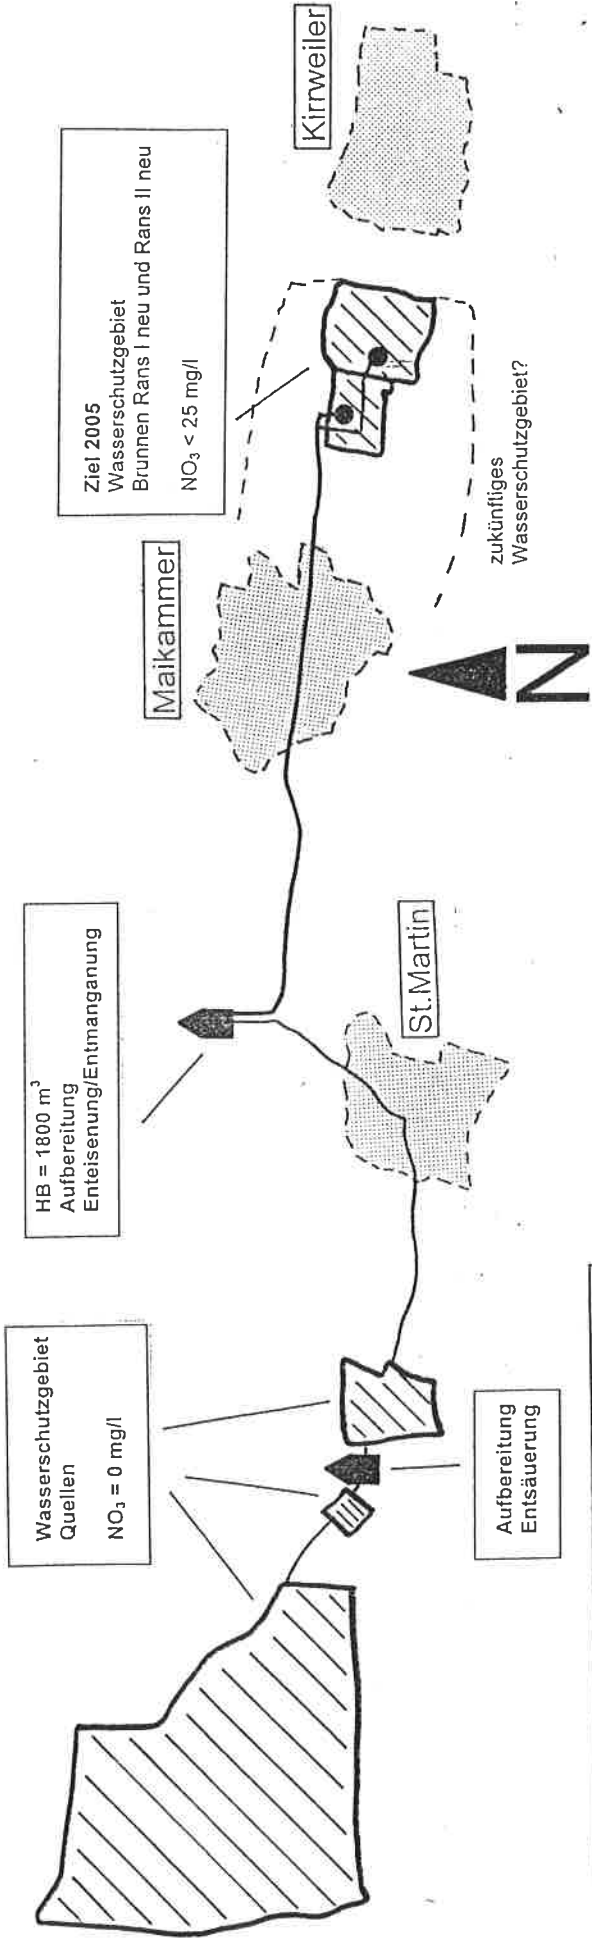 Wasserschutzgebiet
Quellen
NO₃ = 0 mg/l
HB = 1800 m³
Aufbereitung
Enteisenung/Entmanganung
Ziel 2005
Wasserschutzgebiet
Brunnen Rans I neu und Rans II neu
NO₃ < 25 mg/l
Maikammer
Kirrweiler
St.Martin
Aufbereitung
Entsäuerung
zukünftiges
Wasserschutzgebiet?
N